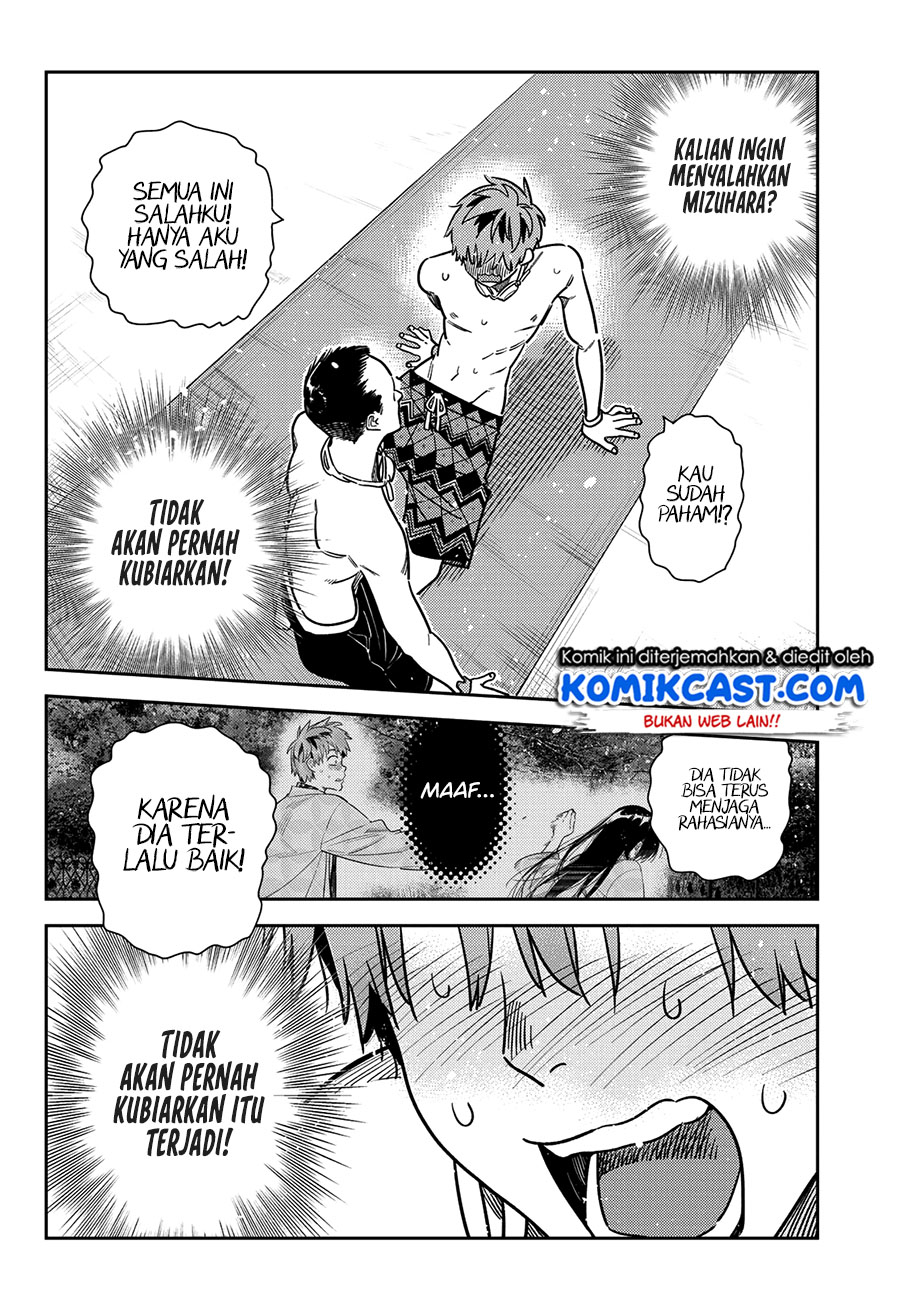 KALIAN INGIN
MENYALAHKAN
MIZUHARA?
SEMUA INI
SALAHKU!
HANYA AKU
YANG SALAH!
KAU
SUDAH
PAHAM!?
TIDAK
AKAN PERNAH
KUBIARKAN!
Komik ini diterjemahkan & diedit oleh
KOMIKCAST.COM
BUKAN WEB LAIN!!
DIA TIDAK
BISA TERUS
MENJAGA
RAHASIANYA...
MAAF...
KARENA
DIA TER-
LALU BAIK!
TIDAK
AKAN PERNAH
KUBIARKAN ITU
TERJADI!